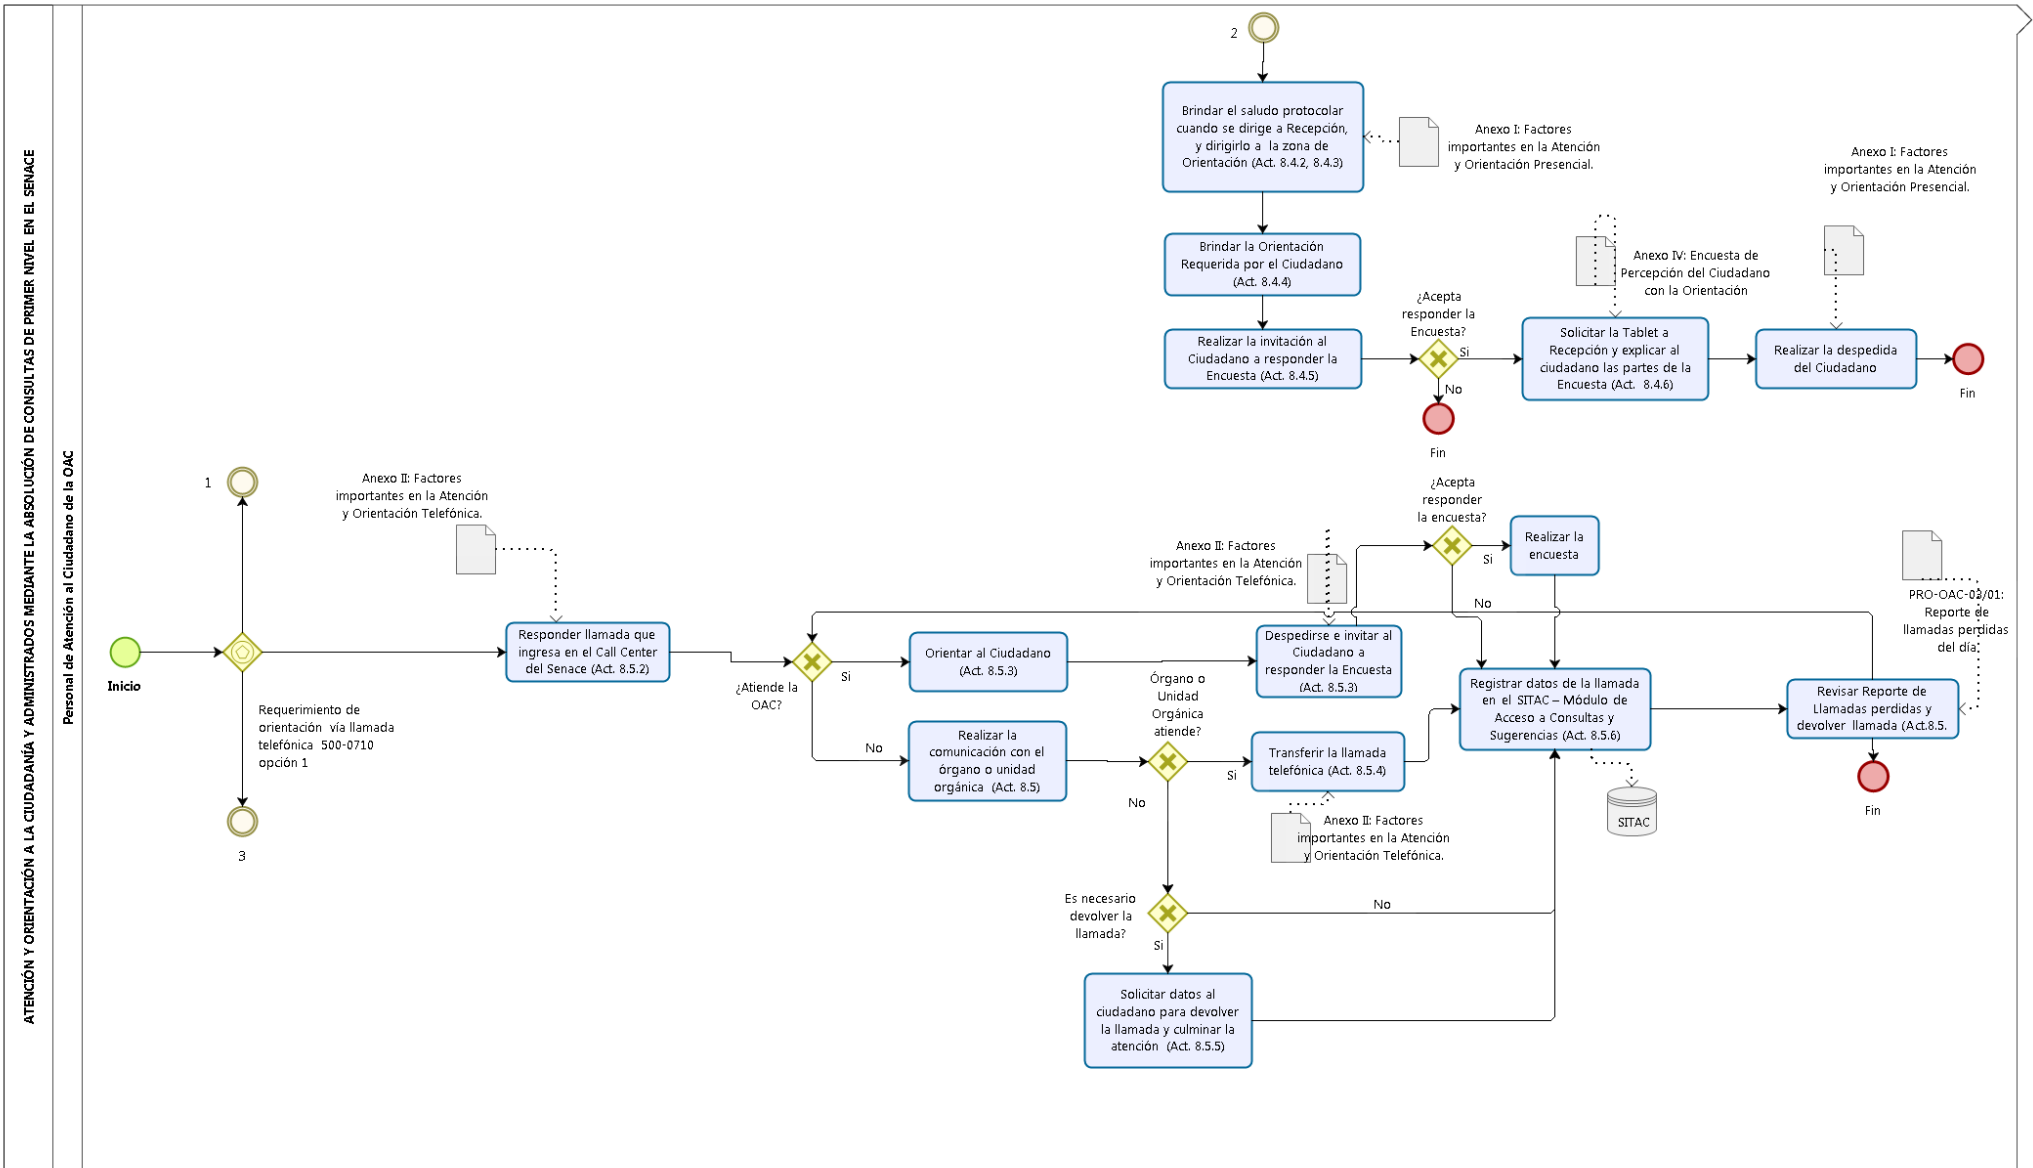 ATENCIÓN Y ORIENTACIÓN A LA CIUDADANÍA Y ADMINISTRADOS MEDIANTE LA ABSOLUCIÓN DE CONSULTAS DE PRIMER NIVEL EN EL SENACE
Personal de Atención al Ciudadano de la OAC
2
Brindar el saludo protocolar
cuando se dirige a Recepción,
y dirigirlo a la zona de
Orientación (Act. 8.4.2, 8.4.3)
Anexo I: Factores
importantes en la Atención
y Orientación Presencial.
Brindar la Orientación
Requerida por el Ciudadano
(Act. 8.4.4)
Realizar la invitación al
Ciudadano a responder la
Encuesta (Act. 8.4.5)
¿Acepta
responder la
Encuesta?
Si
No
Fin
Anexo IV: Encuesta de
Percepción del Ciudadano
con la Orientación
Solicitar la Tablet a
Recepción y explicar al
ciudadano las partes de la
Encuesta (Act. 8.4.6)
Anexo I: Factores
importantes en la Atención
y Orientación Presencial.
Realizar la despedida
del Ciudadano
Fin
Inicio
1
3
Requerimiento de
orientación vía llamada
telefónica 500-0710
opción 1
Anexo II: Factores
importantes en la Atención
y Orientación Telefónica.
Responder llamada que
ingresa en el Call Center
del Senace (Act. 8.5.2)
¿Atiende la
OAC?
Si
No
Orientar al Ciudadano
(Act. 8.5.3)
Anexo II: Factores
importantes en la Atención
y Orientación Telefónica.
Despedirse e invitar al
Ciudadano a
responder la Encuesta
(Act. 8.5.3)
¿Acepta
responder
la encuesta?
Si
No
Realizar la
encuesta
Realizar la
comunicación con el
órgano o unidad
orgánica (Act. 8.5)
Órgano o
Unidad
Orgánica
atiende?
Si
No
Transferir la llamada
telefónica (Act. 8.5.4)
Anexo II: Factores
importantes en la Atención
y Orientación Telefónica.
Es necesario
devolver la
llamada?
No
Si
Solicitar datos al
ciudadano para devolver
la llamada y culminar la
atención (Act. 8.5.5)
Registrar datos de la llamada
en el SITAC – Módulo de
Acceso a Consultas y
Sugerencias (Act. 8.5.6)
SITAC
PRO-OAC-03/01:
Reporte de
llamadas perdidas
del día
Revisar Reporte de
Llamadas perdidas y
devolver llamada (Act.8.5.
Fin